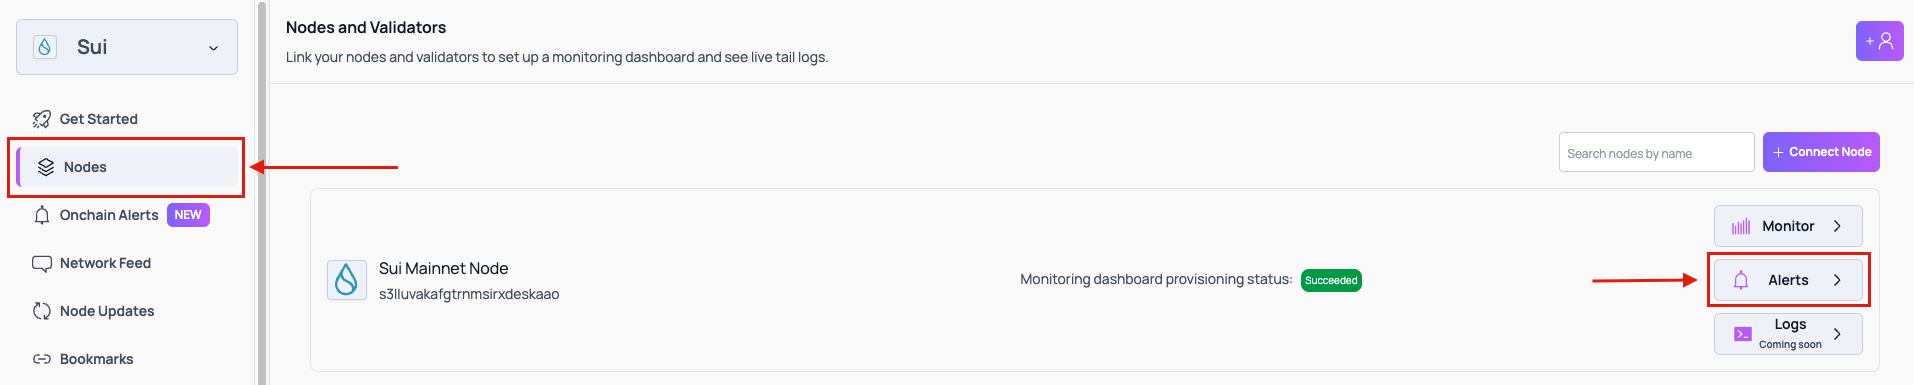 Sui
Get Started
Nodes
Onchain Alerts NEW
Network Feed
Node Updates
Bookmarks
Nodes and Validators
Link your nodes and validators to set up a monitoring dashboard and see live tail logs.
Search nodes by name
+ Connect Node
Sui Mainnet Node
s3lluvakafgtrnmsirxdeskaao
Monitoring dashboard provisioning status: Succeeded
Monitor
Alerts
Logs
Coming soon